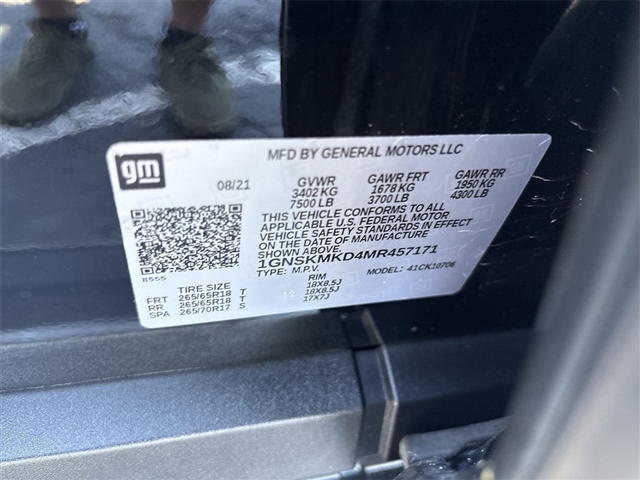 gm
MFD BY GENERAL MOTORS LLC
08/21 GVWR GAWR FRT GAWR RR
3402 KG 1678 KG 1950 KG
7500 LB 3700 LB 4300 LB
THIS VEHICLE CONFORMS TO ALL
APPLICABLE U.S. FEDERAL MOTOR
VEHICLE SAFETY STANDARDS IN EFFECT
ON THE DATE OF MANUFACTURE
SHOWN ABOVE.
1GNSKMKD4MR457171
TYPE: M.P.V. MODEL: 41CK10706
B555
TIRE SIZE RIM
FRT 265/65R18 T 18X8.5J
RR 265/65R18 T 18X8.5J
SPA 265/70R17 S 17X7J